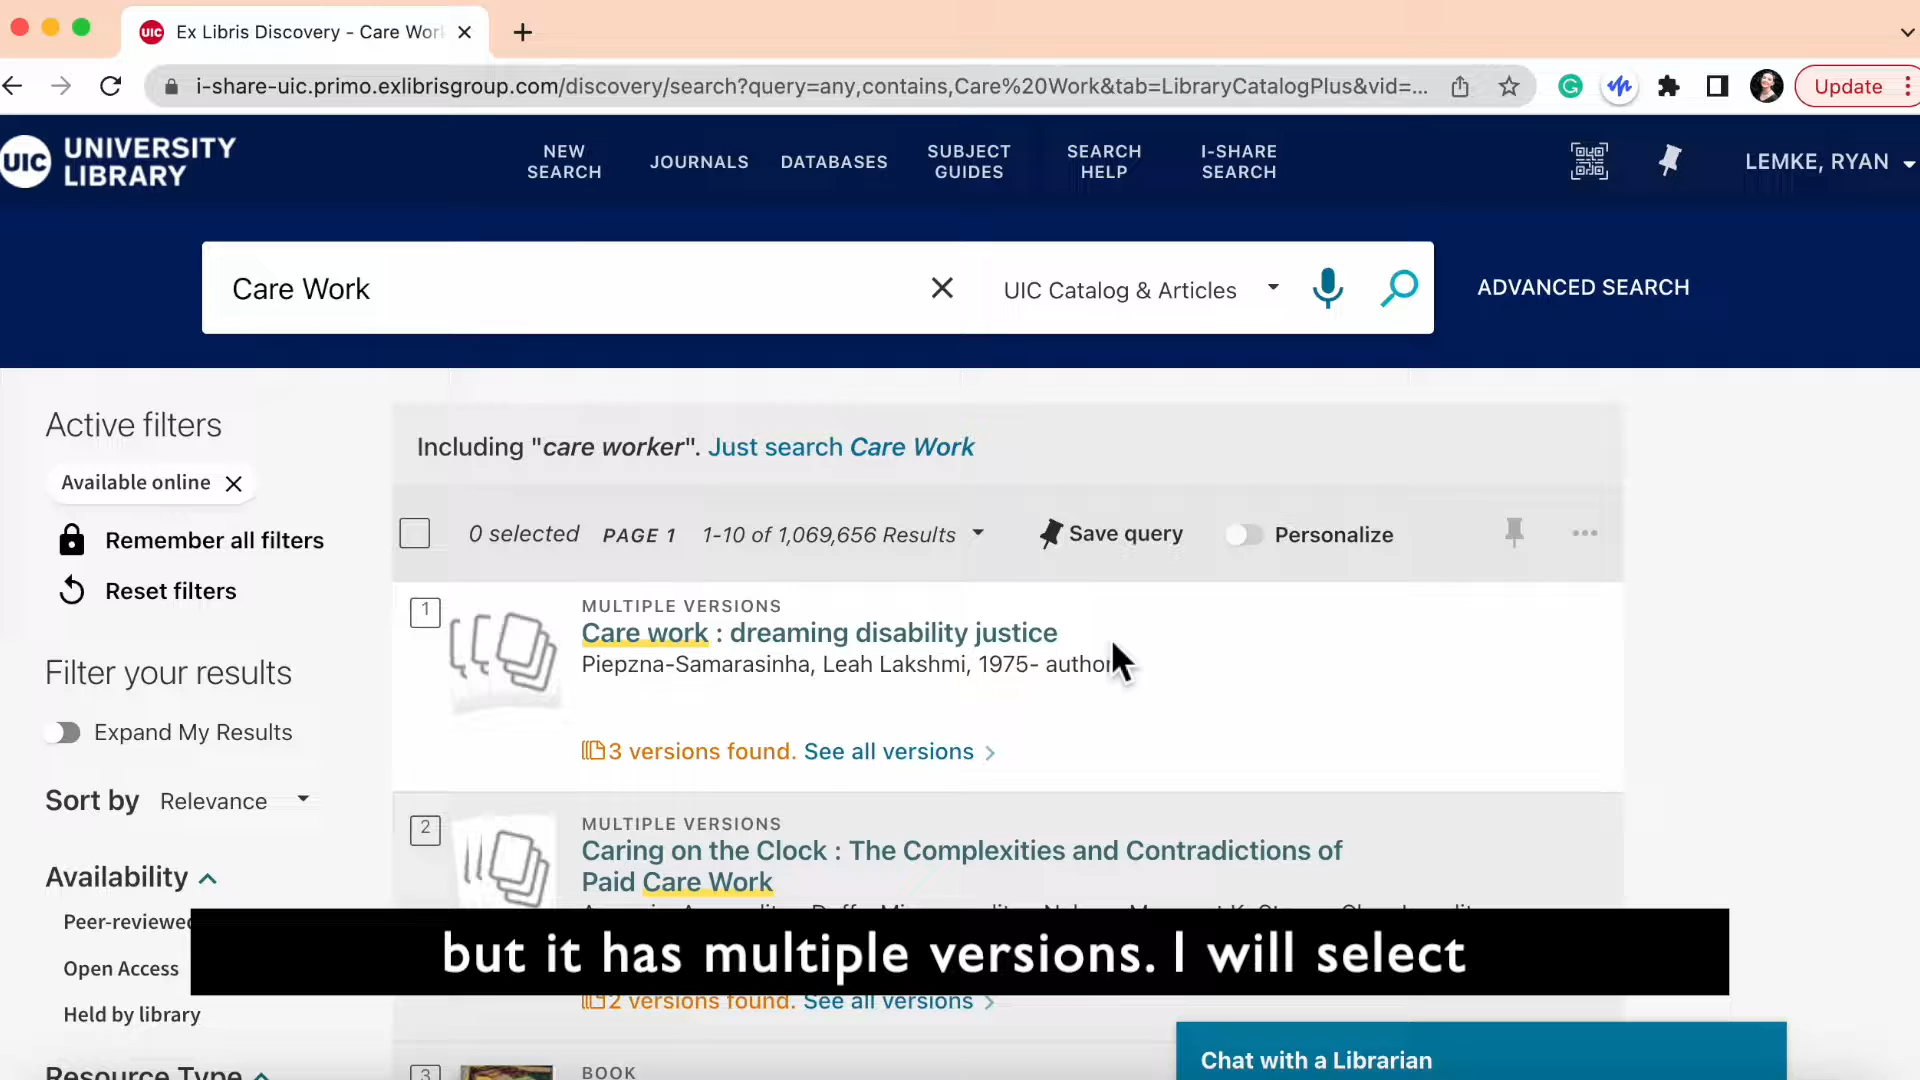 Ex Libris Discovery - Care Wor
i-share-uic.primo.exlibrisgroup.com/discovery/search?query=any,contains,Care%20Work&tab=LibraryCatalogPlus&vid=...
Update
UIC
UNIVERSITY
LIBRARY
NEW
SEARCH
JOURNALS
DATABASES
SUBJECT
GUIDES
SEARCH
HELP
I-SHARE
SEARCH
LEMKE, RYAN
Care Work
UIC Catalog & Articles
ADVANCED SEARCH
Active filters
Available online
Remember all filters
Reset filters
Filter your results
Expand My Results
Sort by Relevance
Availability
Peer-reviewed
Open Access
Held by library
Resource Type
Including "care worker". Just search Care Work
0 selected PAGE 1 1-10 of 1,069,656 Results
Save query
Personalize
1
MULTIPLE VERSIONS
Care work : dreaming disability justice
Piepzna-Samarasinha, Leah Lakshmi, 1975- author
3 versions found. See all versions
2
MULTIPLE VERSIONS
Caring on the Clock : The Complexities and Contradictions of
Paid Care Work
but it has multiple versions. I will select
2 versions found. See all versions
3
BOOK
Chat with a Librarian